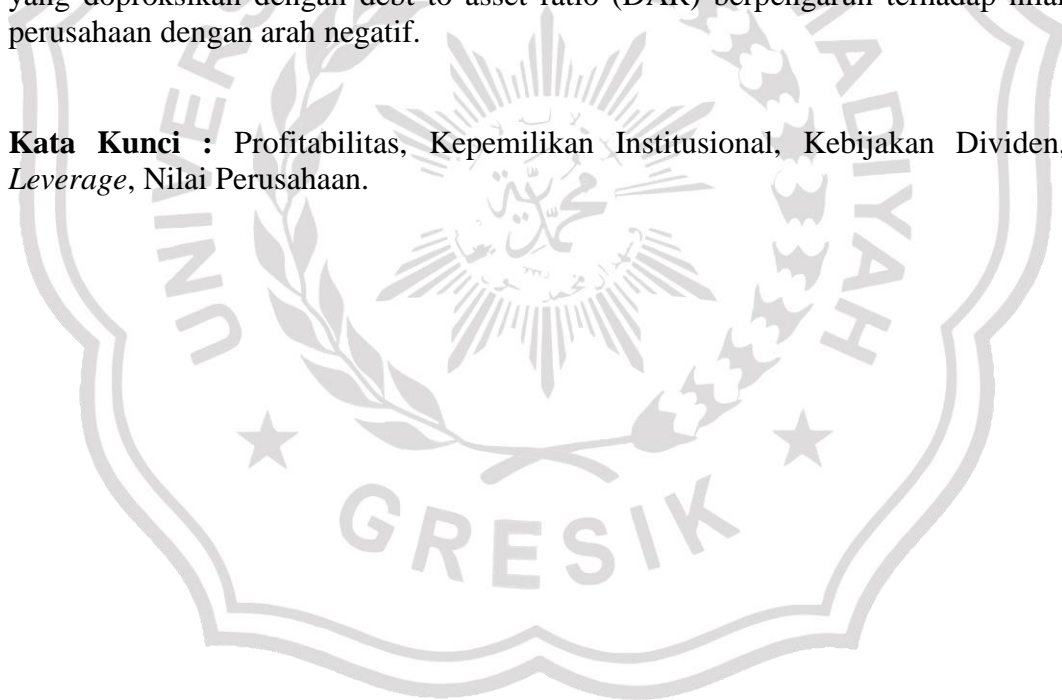 yang doproksikan dengan debt to asset ratio (DAR) berpengaruh terhadap nilai
perusahaan dengan arah negatif.
Kata Kunci : Profitabilitas, Kepemilikan Institusional, Kebijakan Dividen,
Leverage, Nilai Perusahaan.
GRESIK